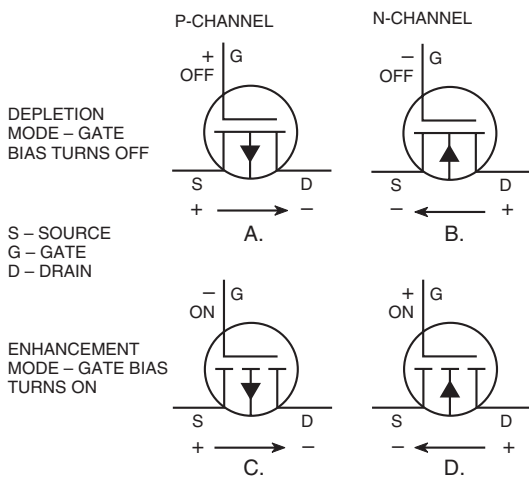 P-CHANNEL
N-CHANNEL
+ G
OFF
– G
OFF
DEPLETION
MODE – GATE
BIAS TURNS OFF
S D
+ –
A.
S D
– +
B.
S – SOURCE
G – GATE
D – DRAIN
– G
ON
+ G
ON
ENHANCEMENT
MODE – GATE BIAS
TURNS ON
S D
+ –
C.
S D
– +
D.